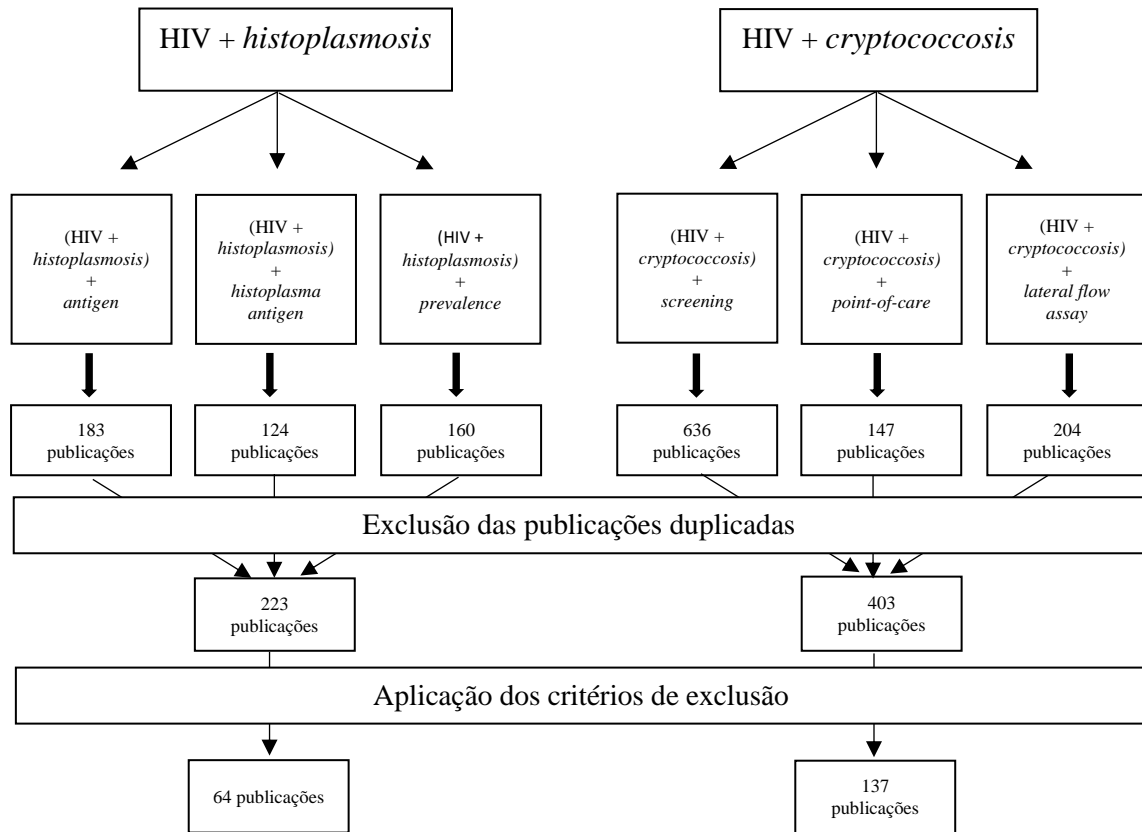 HIV + histoplasmosis
HIV + cryptococcosis
(HIV +
histoplasmosis)
+
antigen
(HIV +
histoplasmosis)
+
histoplasma
antigen
(HIV +
histoplasmosis)
+
prevalence
(HIV +
cryptococcosis)
+
screening
(HIV +
cryptococcosis)
+
point-of-care
(HIV +
cryptococcosis)
+
lateral flow
assay
183
publicações
124
publicações
160
publicações
636
publicações
147
publicações
204
publicações
Exclusão das publicações duplicadas
223
publicações
403
publicações
Aplicação dos critérios de exclusão
64 publicações
137
publicações